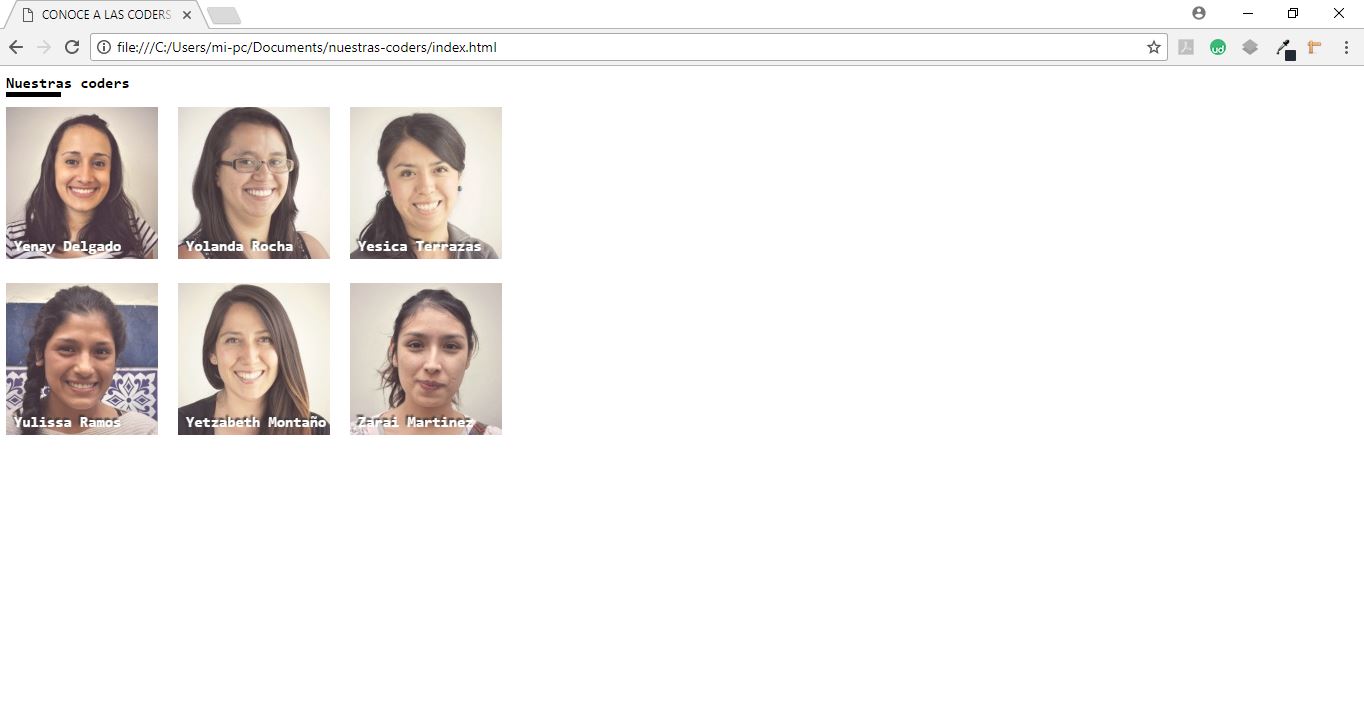 CONOCE A LAS CODERS
file:///C:/Users/mi-pc/Documents/nuestras-coders/index.html
ud
Nuestras coders
Yenay Delgado
Yolanda Rocha
Yesica Terrazas
Yulissa Ramos
Yetzabeth Montaño
Zarai Martinez